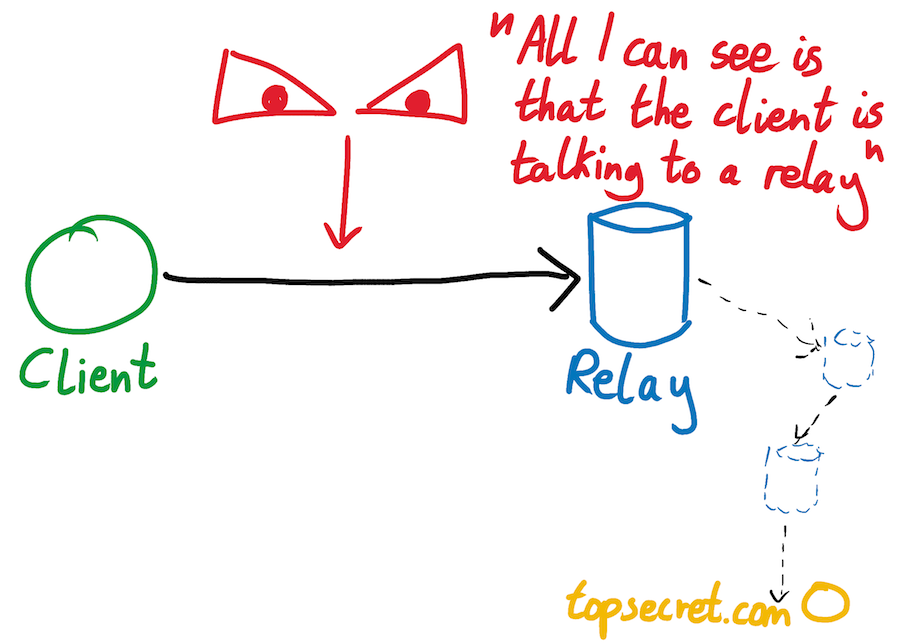 "All I can see is
that the client is
talking to a relay"
Client
Relay
topsecret.com